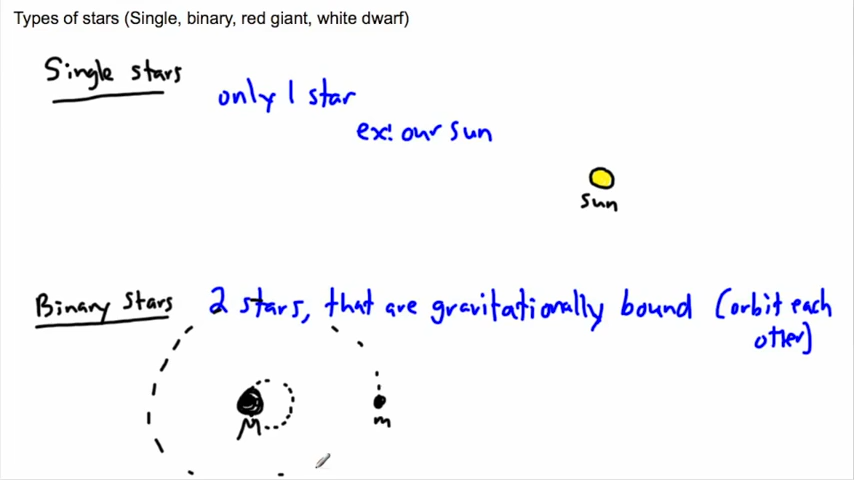 Types of stars (Single, binary, red giant, white dwarf)
Single stars
only 1 star
ex: our sun
sun
Binary stars
2 stars, that are gravitationally bound (orbit each
other)
M
m